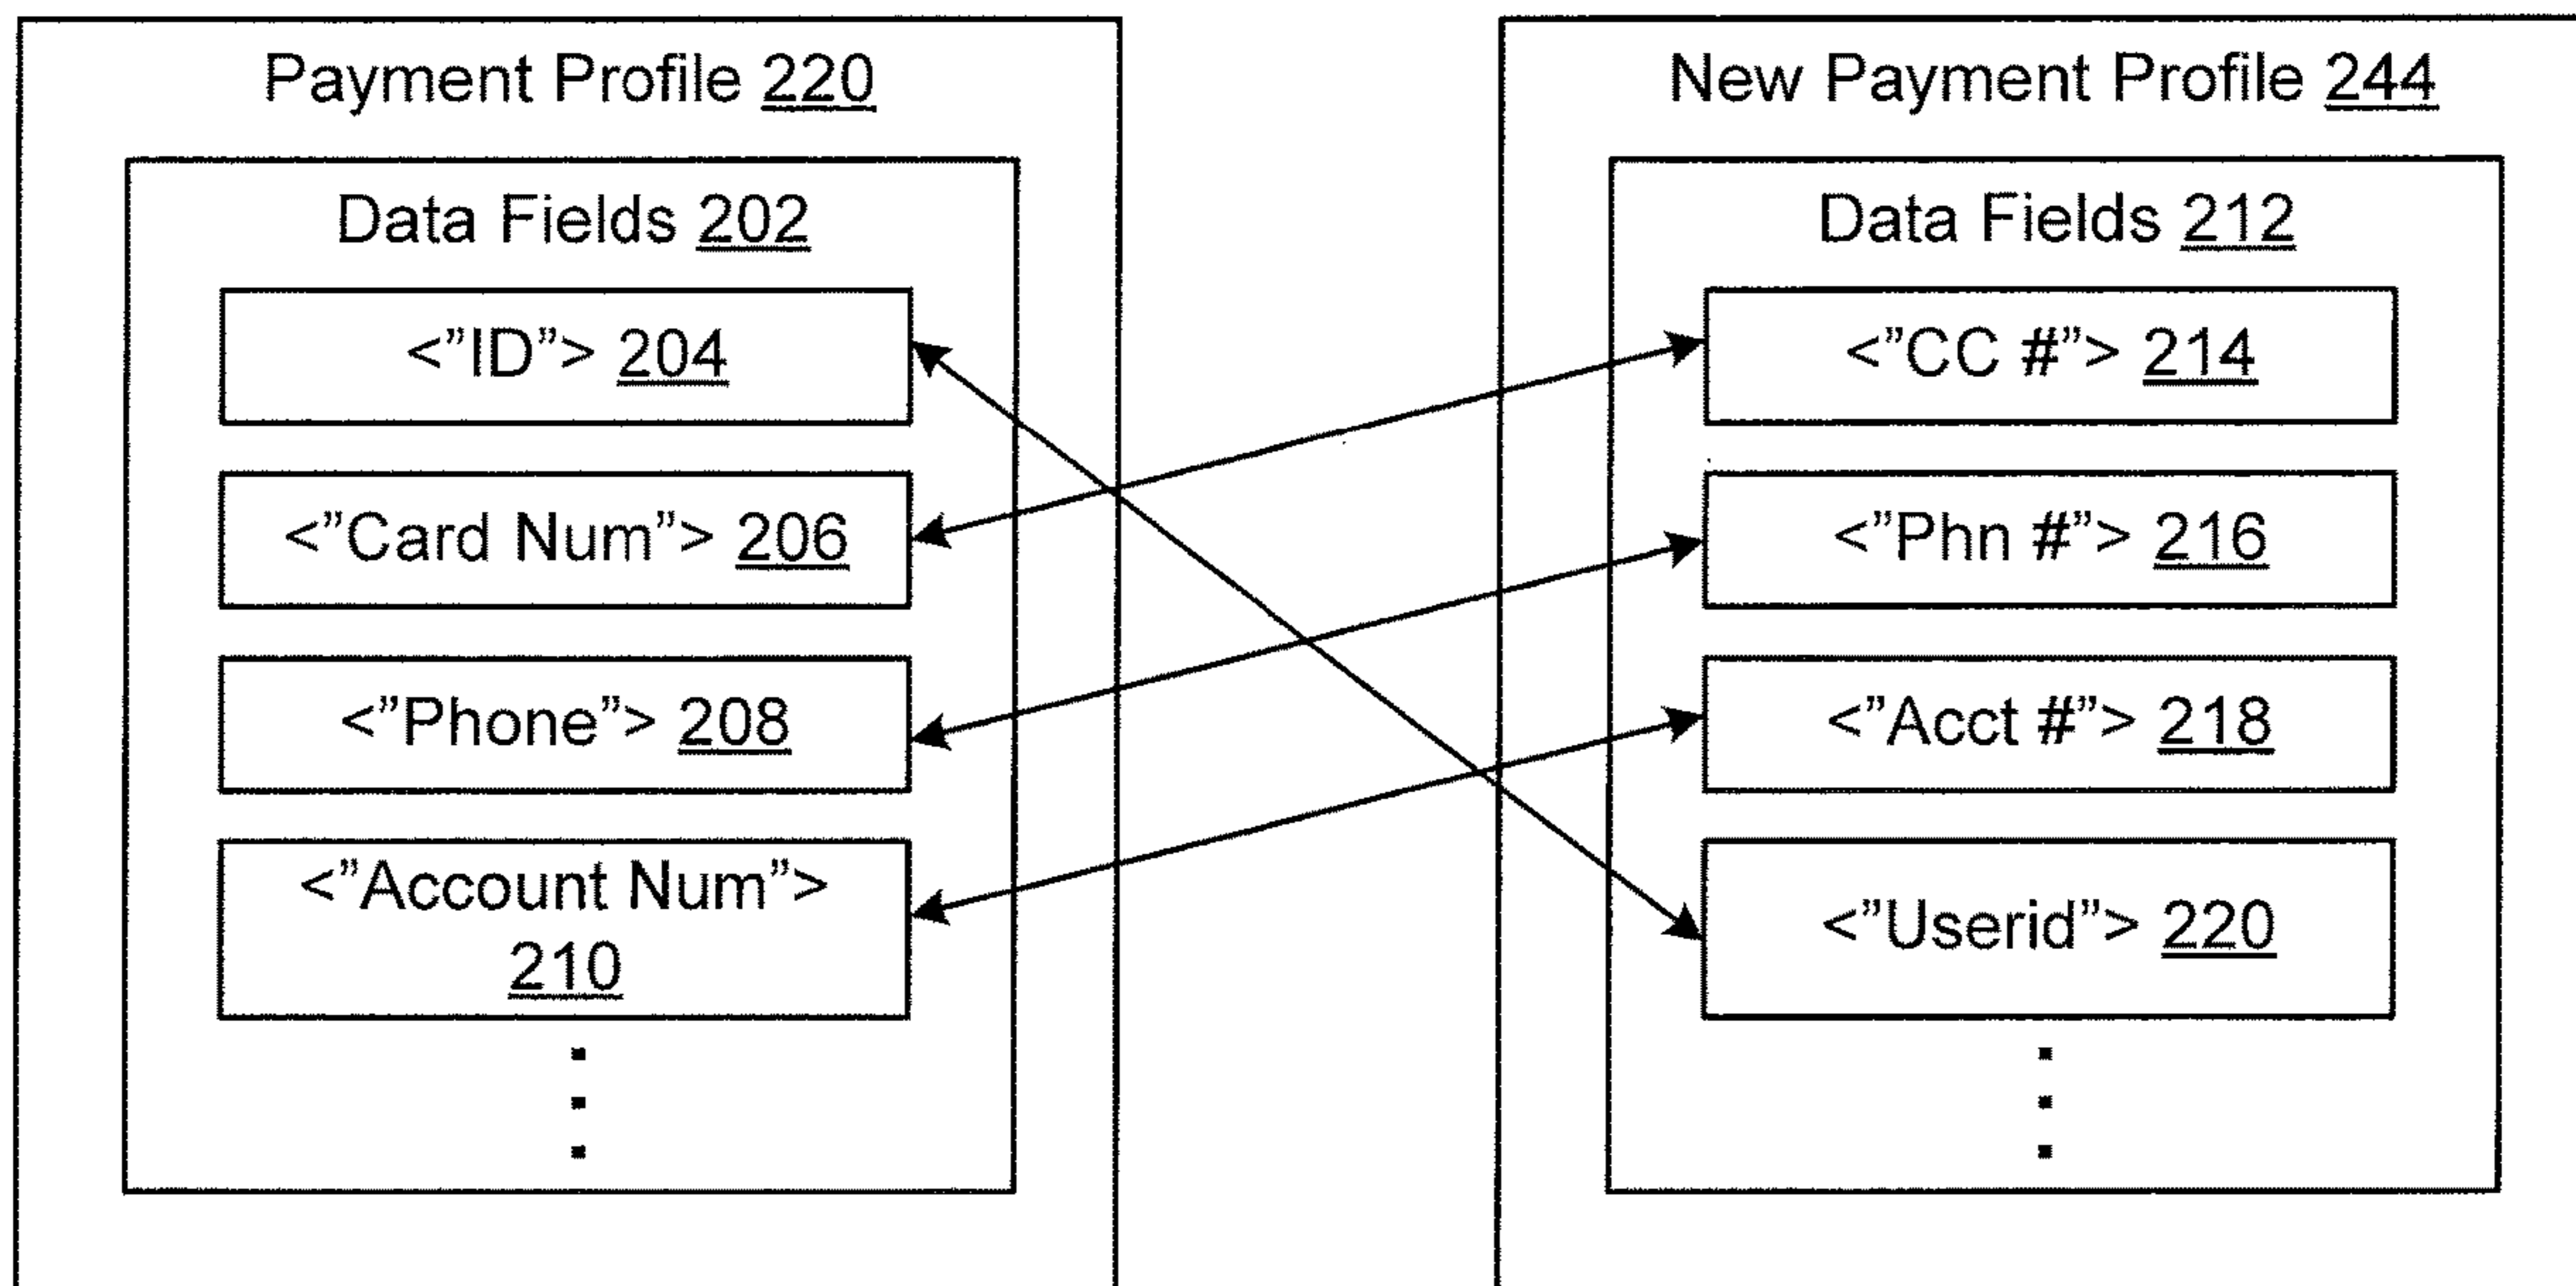 Payment Profile 220
Data Fields 202
<”ID”> 204
<”Card Num”> 206
<”Phone”> 208
<”Account Num”>
210
New Payment Profile 244
Data Fields 212
<”CC #”> 214
<”Phn #”> 216
<”Acct #”> 218
<”Userid”> 220